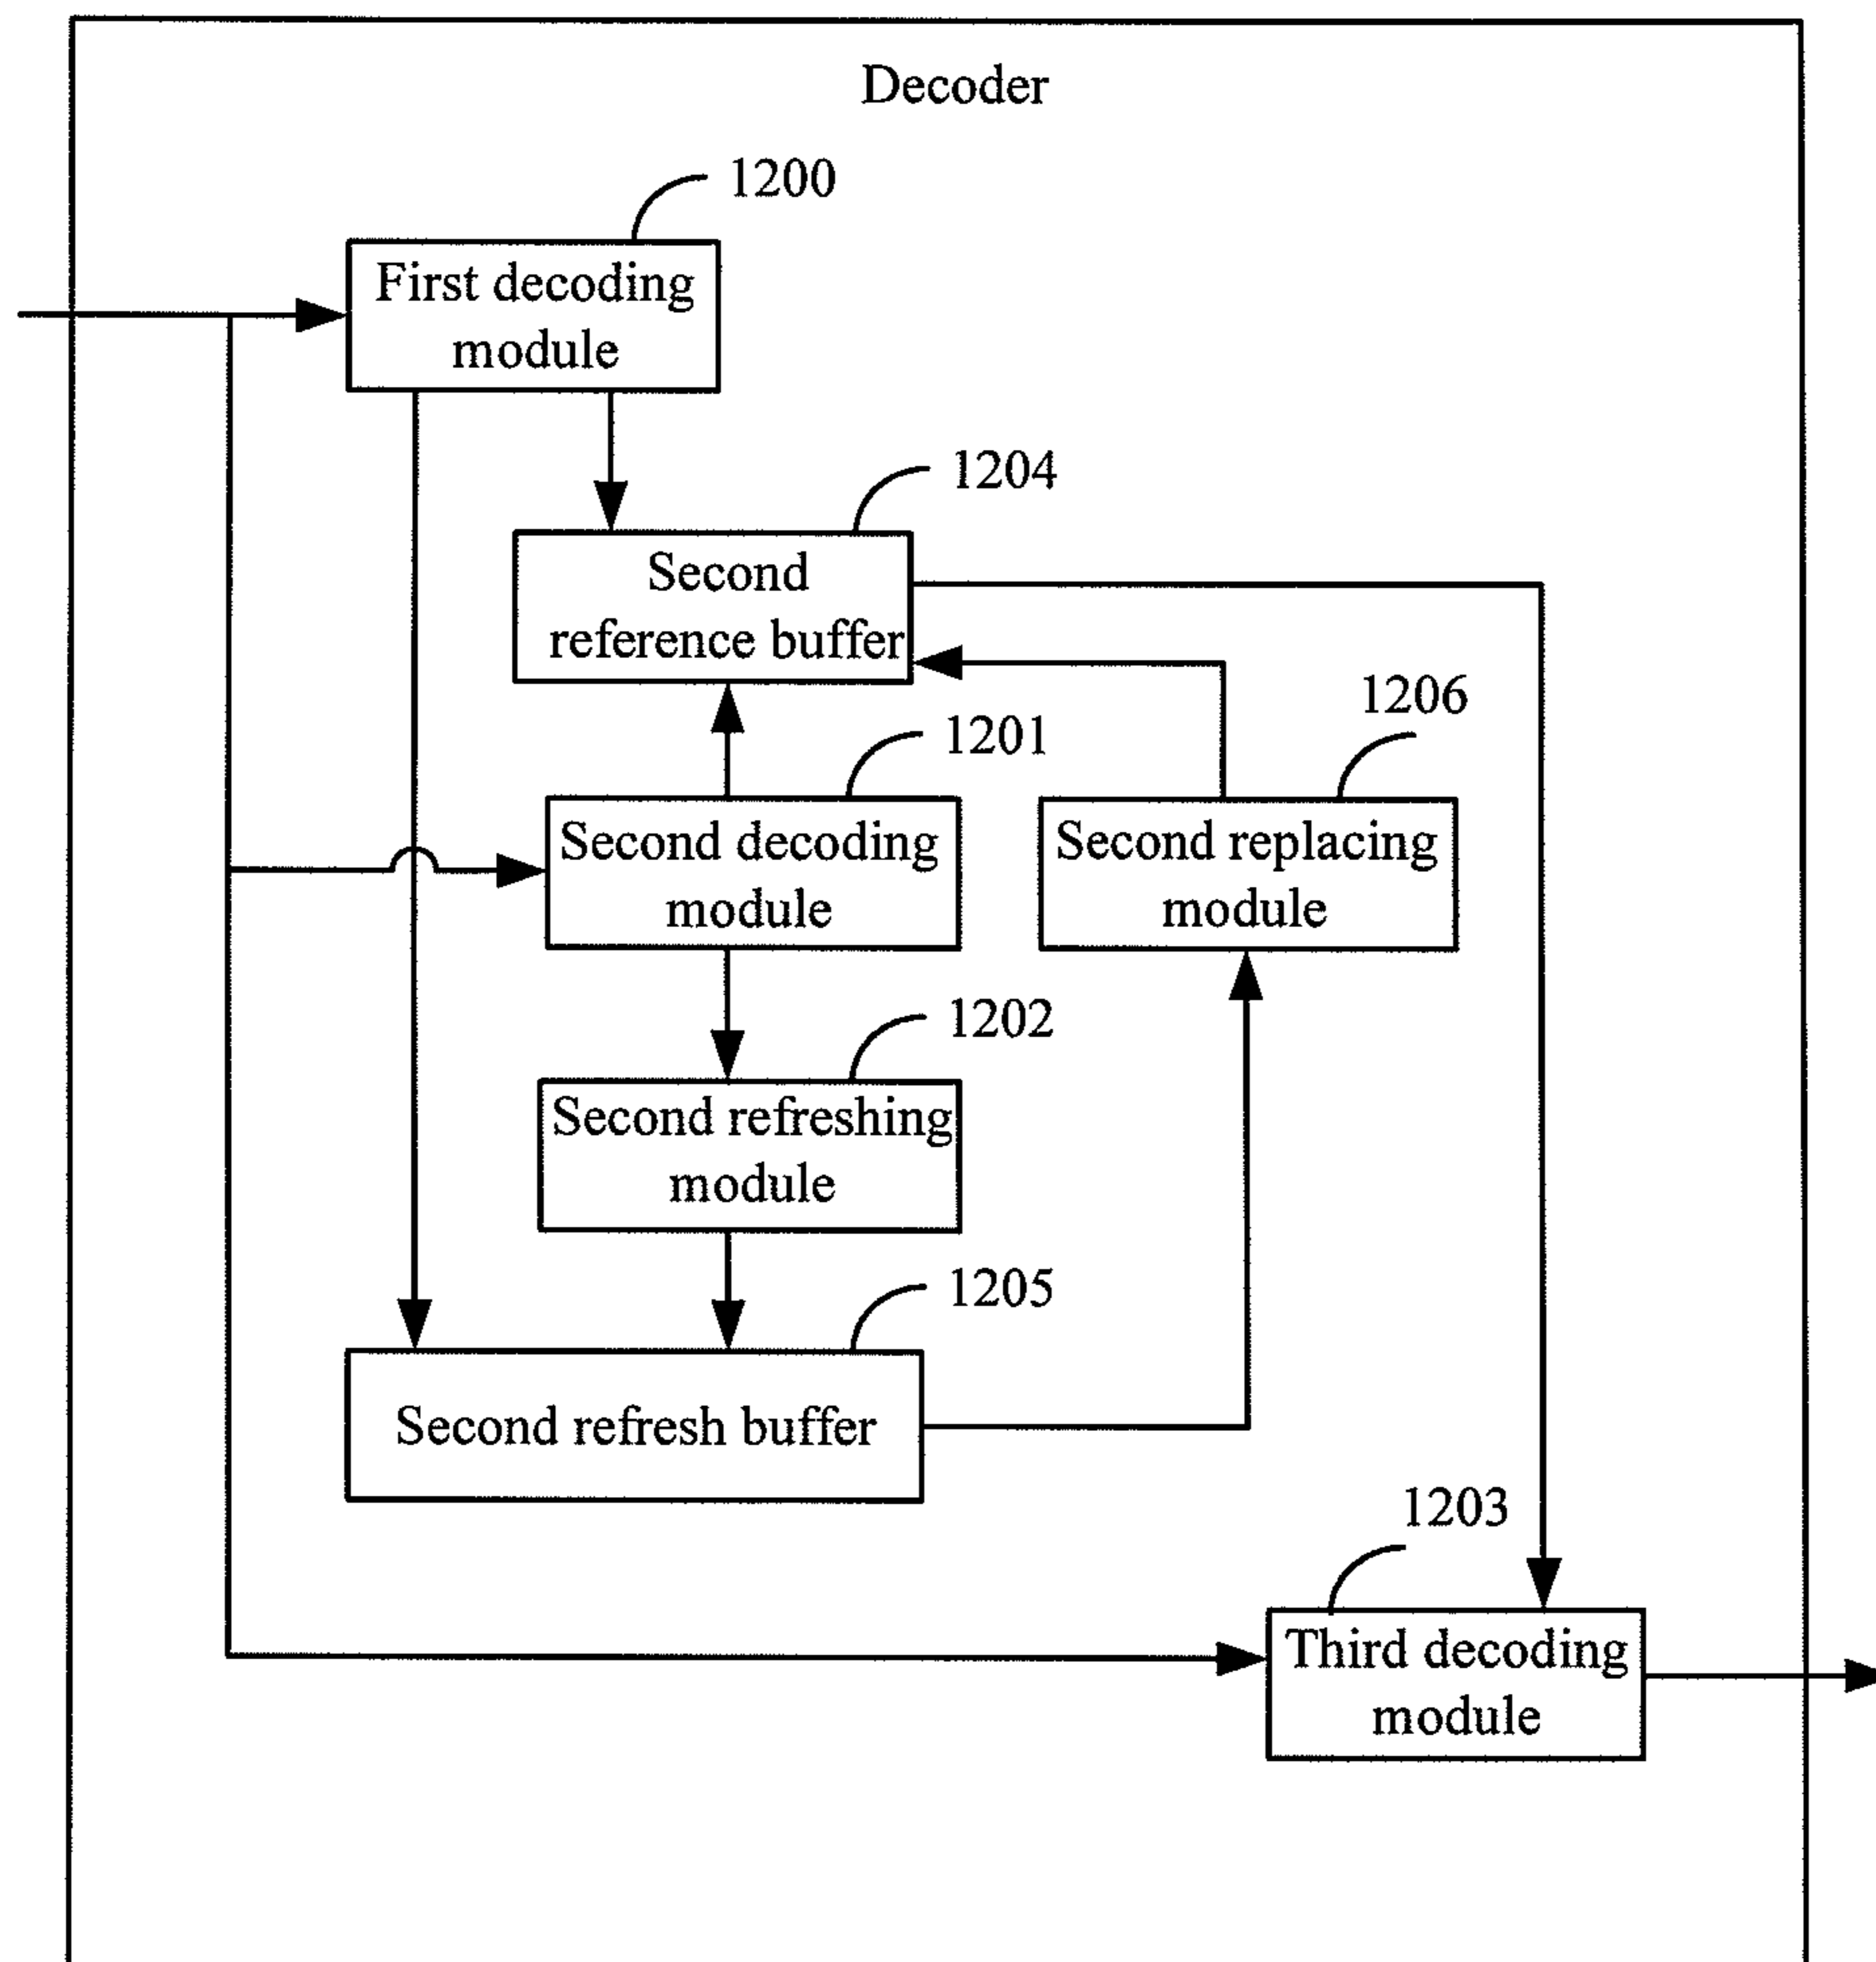 Decoder
1200
First decoding
module
1204
Second
reference buffer
1206
1201
Second decoding
module
Second replacing
module
1202
Second refreshing
module
1205
Second refresh buffer
1203
Third decoding
module